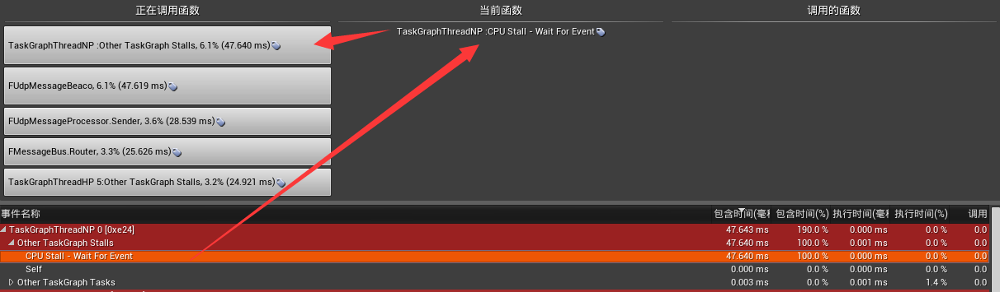 正在调用函数
当前函数
调用的函数
TaskGraphThreadNP :Other TaskGraph Stalls, 6.1% (47.640 ms)
TaskGraphThreadNP :CPU Stall - Wait For Event
FUdpMessageBeaco, 6.1% (47.619 ms)
FUdpMessageProcessor.Sender, 3.6% (28.539 ms)
FMessageBus.Router, 3.3% (25.626 ms)
TaskGraphThreadHP 5:Other TaskGraph Stalls, 3.2% (24.921 ms)
事件名称 包含时间(毫 包含时间(%) 执行时间(毫 执行时间(%) 调用
TaskGraphThreadNP 0 [0xe24] 47.643 ms 190.0 % 0.000 ms 0.0 % 0.0
Other TaskGraph Stalls 47.640 ms 100.0 % 0.001 ms 0.0 % 0.0
CPU Stall - Wait For Event 47.640 ms 100.0 % 0.000 ms 0.0 % 0.0
Self 0.000 ms 0.0 % 0.000 ms 0.0 % 0.0
Other TaskGraph Tasks 0.003 ms 0.0 % 0.001 ms 1.4 % 0.0